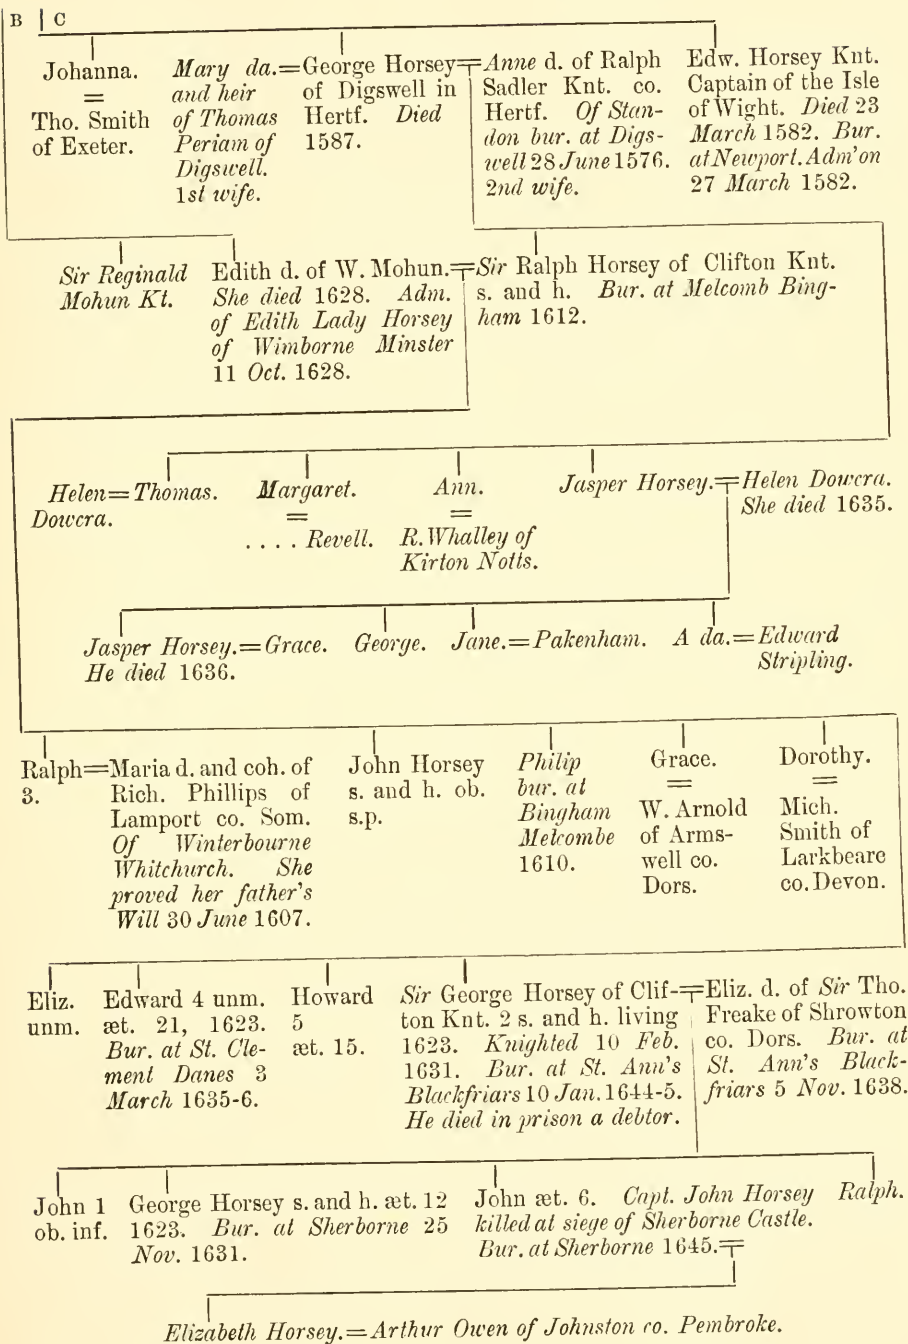 B | C
Johanna.
=
Tho. Smith
of Exeter.
Mary da.=George Horsey=Anne d. of Ralph
and heir
of Thomas
Periam of
Digswell.
1st wife.
of Digswell in
Hertf. Died
1587.
Sadler Knt. co.
Hertf. Of Stan-
don bur. at Digs-
well 28 June 1576.
2nd wife.
Edw. Horsey Knt.
Captain of the Isle
of Wight. Died 23
March 1582. Bur.
at Newport. Adm'on
27 March 1582.
Sir Reginald
Mohun Kt.
Edith d. of W. Mohun.=Sir Ralph Horsey of Clifton Knt.
She died 1628. Adm.
of Edith Lady Horsey
of Wimborne Minster
11 Oct. 1628.
s. and h. Bur. at Melcomb Bing-
ham 1612.
Helen=Thomas.
Dowcra.
Margaret.
=
.... Revell.
Ann.
=
R. Whalley of
Kirton Notts.
Jasper Horsey.=Helen Dowcra.
She died 1635.
Jasper Horsey.=Grace.
He died 1636.
George.
Jane.=Pakenham.
A da.=Edward
Stripling.
Ralph=Maria d. and coh. of
3.
Rich. Phillips of
Lamport co. Som.
Of Winterbourne
Whitchurch. She
proved her father's
Will 30 June 1607.
John Horsey
s. and h. ob.
s.p.
Philip
bur. at
Bingham
Melcombe
1610.
Grace.
=
W. Arnold
of Arms-
well co.
Dors.
Dorothy.
=
Mich.
Smith of
Larkbeare
co. Devon.
Eliz.
unm.
Edward 4 unm.
æt. 21, 1623.
Bur. at St. Cle-
ment Danes 3
March 1635-6.
Howard
5
æt. 15.
Sir George Horsey of Clif-=Eliz. d. of Sir Tho.
ton Knt. 2 s. and h. living
1623. Knighted 10 Feb.
1631. Bur. at St. Ann's
Blackfriars 10 Jan. 1644-5.
He died in prison a debtor.
Freake of Shrowton
co. Dors. Bur. at
St. Ann's Black-
friars 5 Nov. 1638.
John 1
ob. inf.
George Horsey s. and h. æt. 12
1623. Bur. at Sherborne 25
Nov. 1631.
John æt. 6. Capt. John Horsey
killed at siege of Sherborne Castle.
Bur. at Sherborne 1645.=
Ralph.
Elizabeth Horsey.=Arthur Owen of Johnston co. Pembroke.